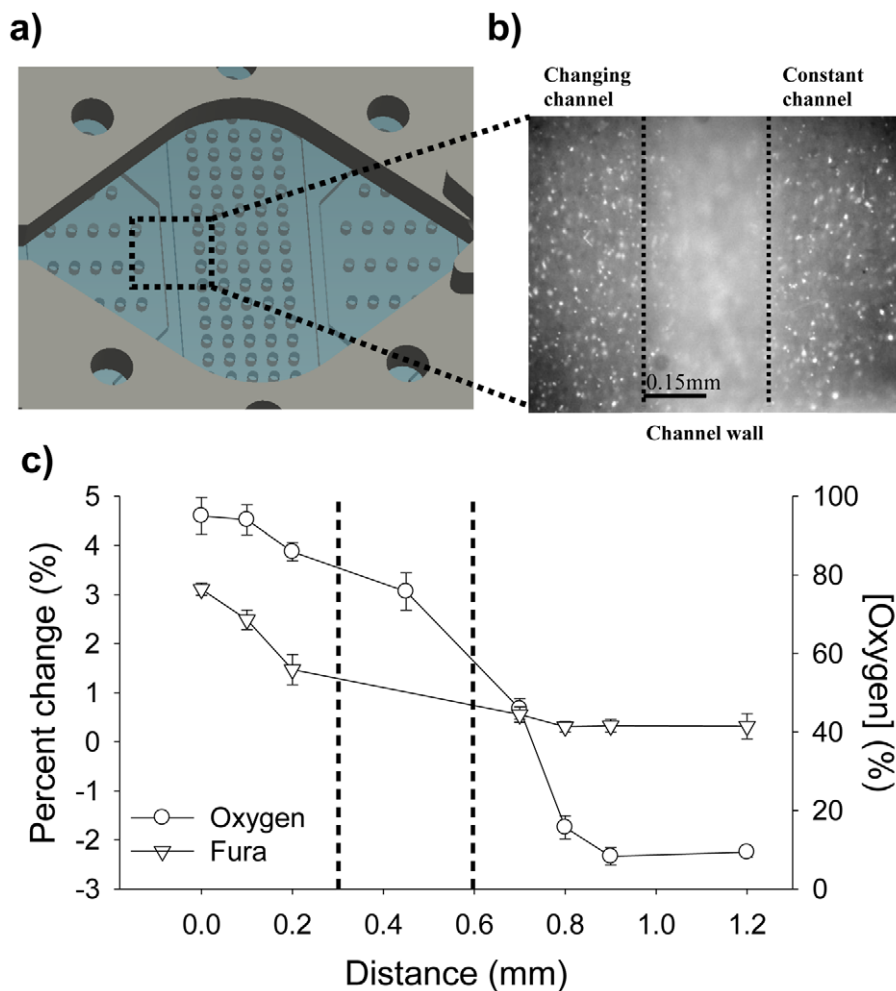 a)
b)
Changing
channel
Constant
channel
0.15mm
Channel wall
c)
Percent change (%)
5
4
3
2
1
0
-1
-2
-3
Oxygen
Fura
100
80
60
40
20
0
[Oxygen] (%)
0.0 0.2 0.4 0.6 0.8 1.0 1.2
Distance (mm)